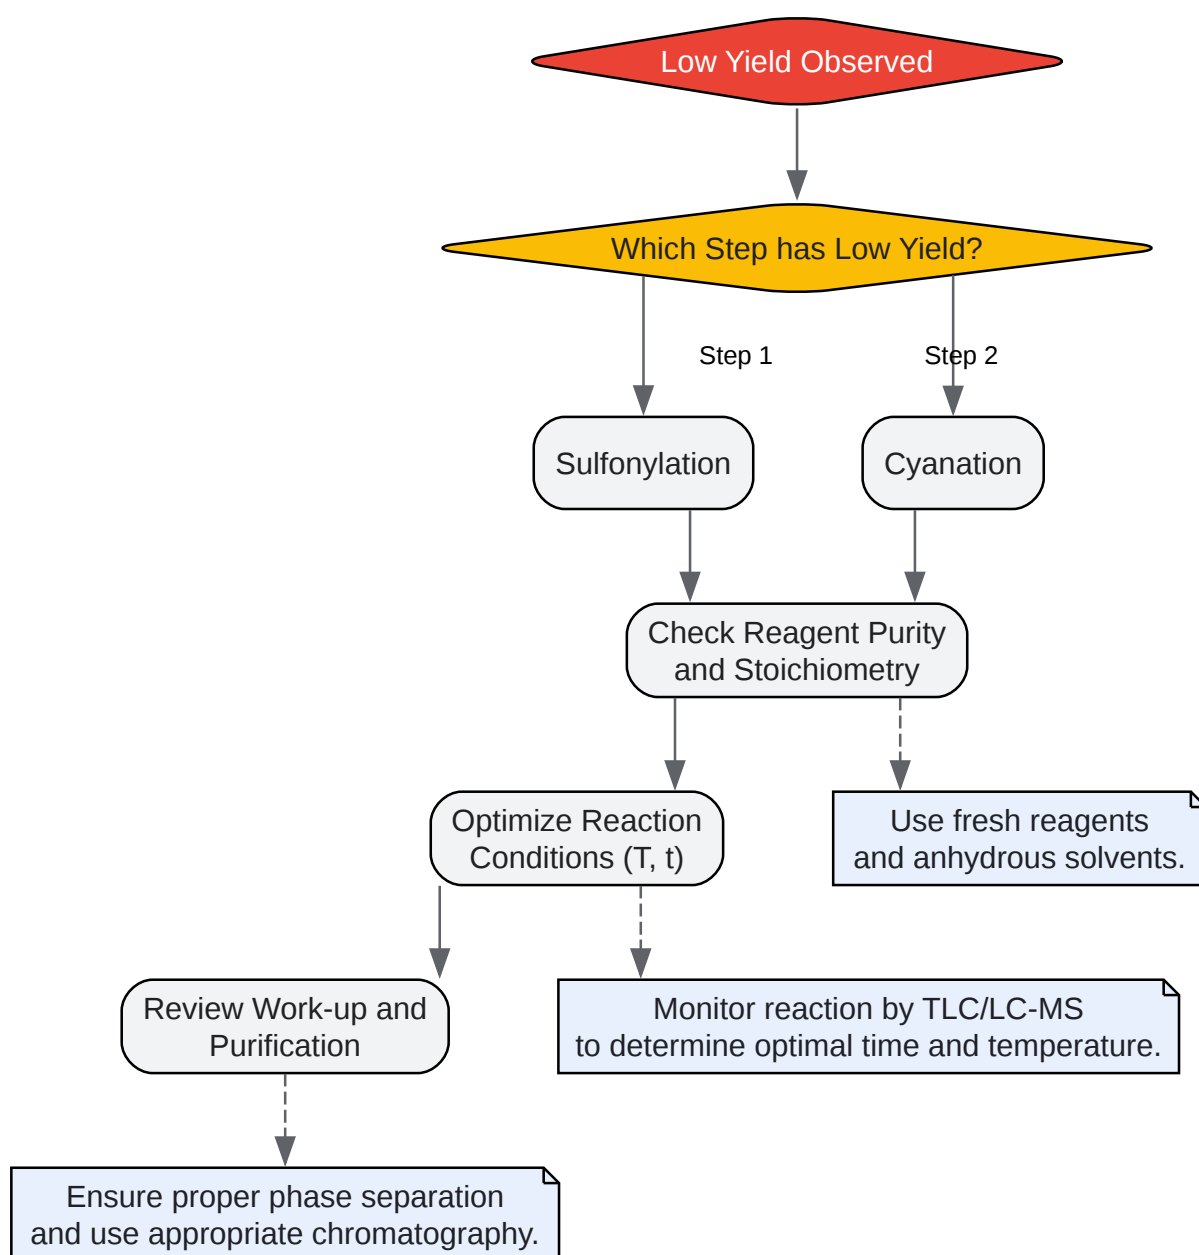 Low Yield Observed
Which Step has Low Yield?
Step 1
Step 2
Sulfonylation
Cyanation
Check Reagent Purity
and Stoichiometry
Optimize Reaction
Conditions (T, t)
Use fresh reagents
and anhydrous solvents.
Review Work-up and
Purification
Monitor reaction by TLC/LC-MS
to determine optimal time and temperature.
Ensure proper phase separation
and use appropriate chromatography.